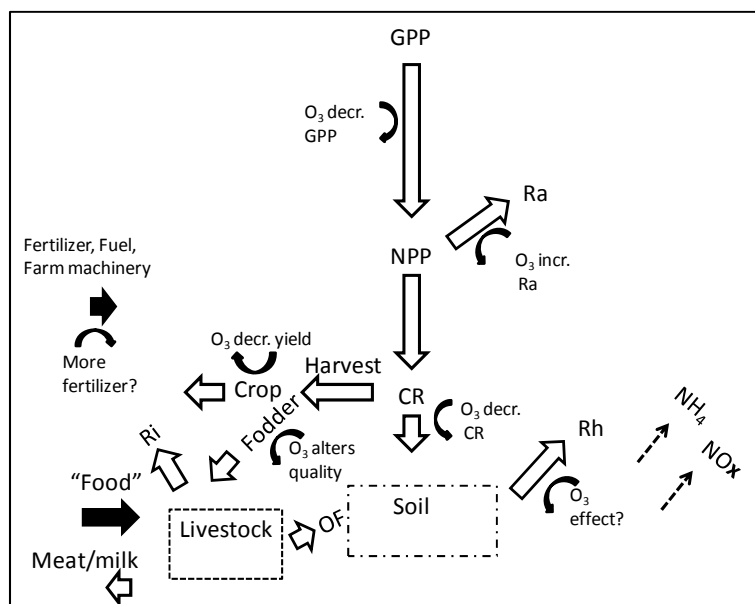 GPP
O₃ decr.
GPP
Ra
Fertilizer, Fuel,
Farm machinery
NPP
O₃ incr.
Ra
More
fertilizer?
O₃ decr. yield
Harvest
Crop
CR
O₃ decr.
CR
Fodder
O₃ alters
quality
Ri
Rh
NH₄
NOx
"Food"
Livestock
OF
Soil
O₃
effect?
Meat/milk